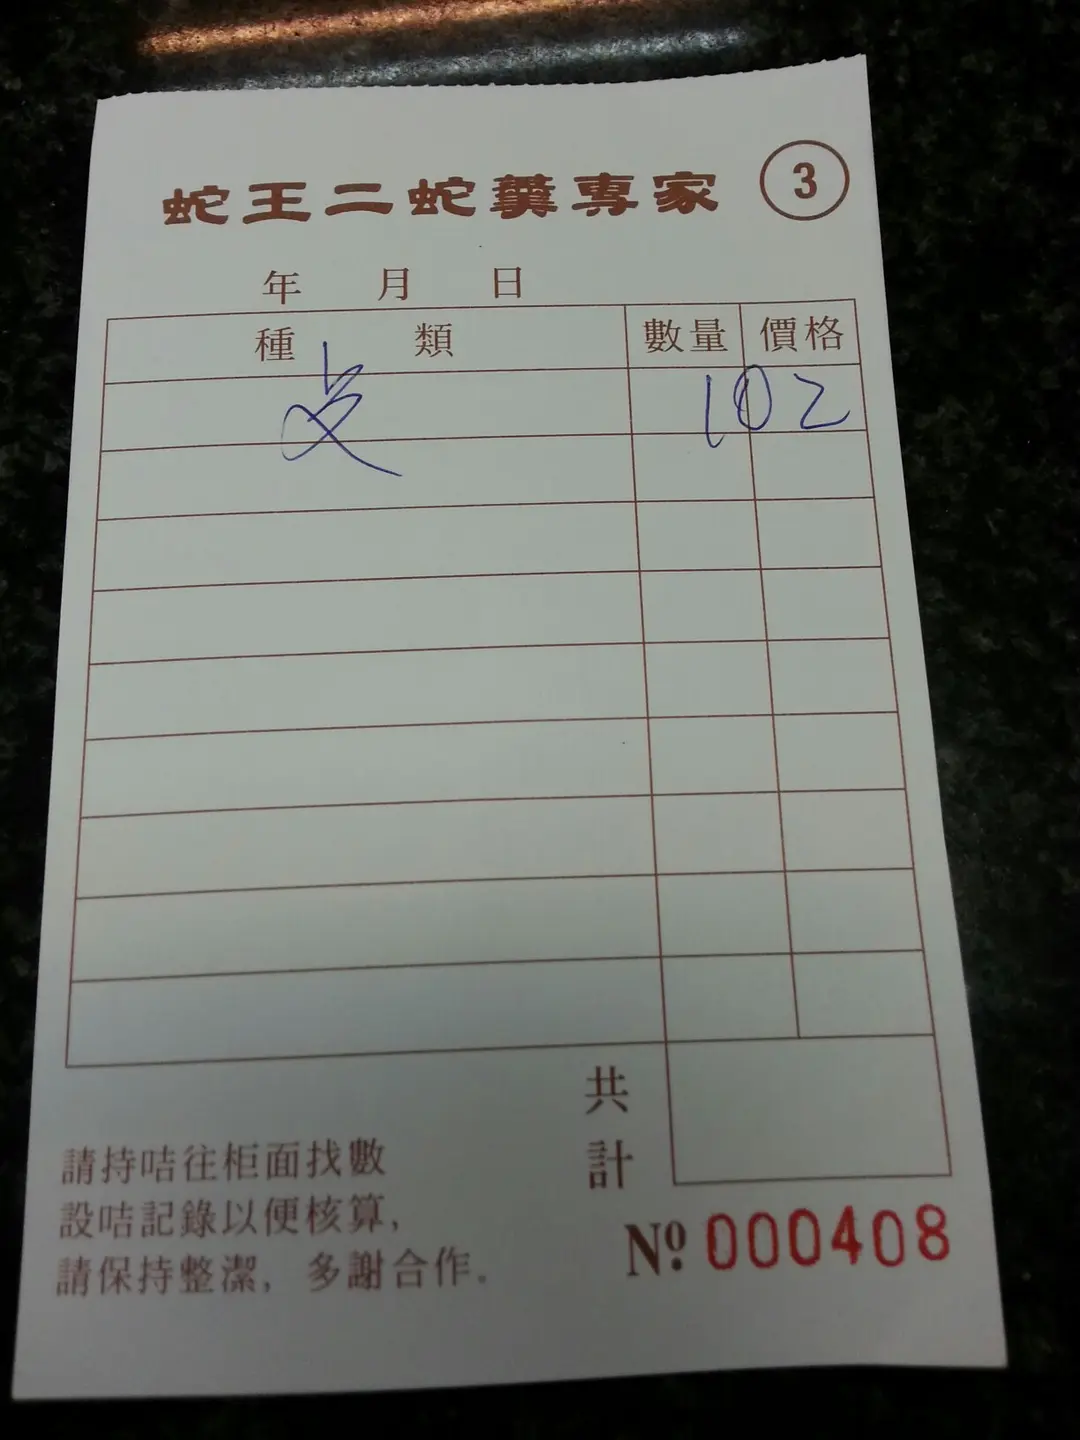 蛇王二蛇羹專家 3
年 月 日
種 類 數量 價格
102
共
計
請持咭往柜面找數
設咭記錄以便核算,
請保持整潔, 多謝合作。
Nº 000408